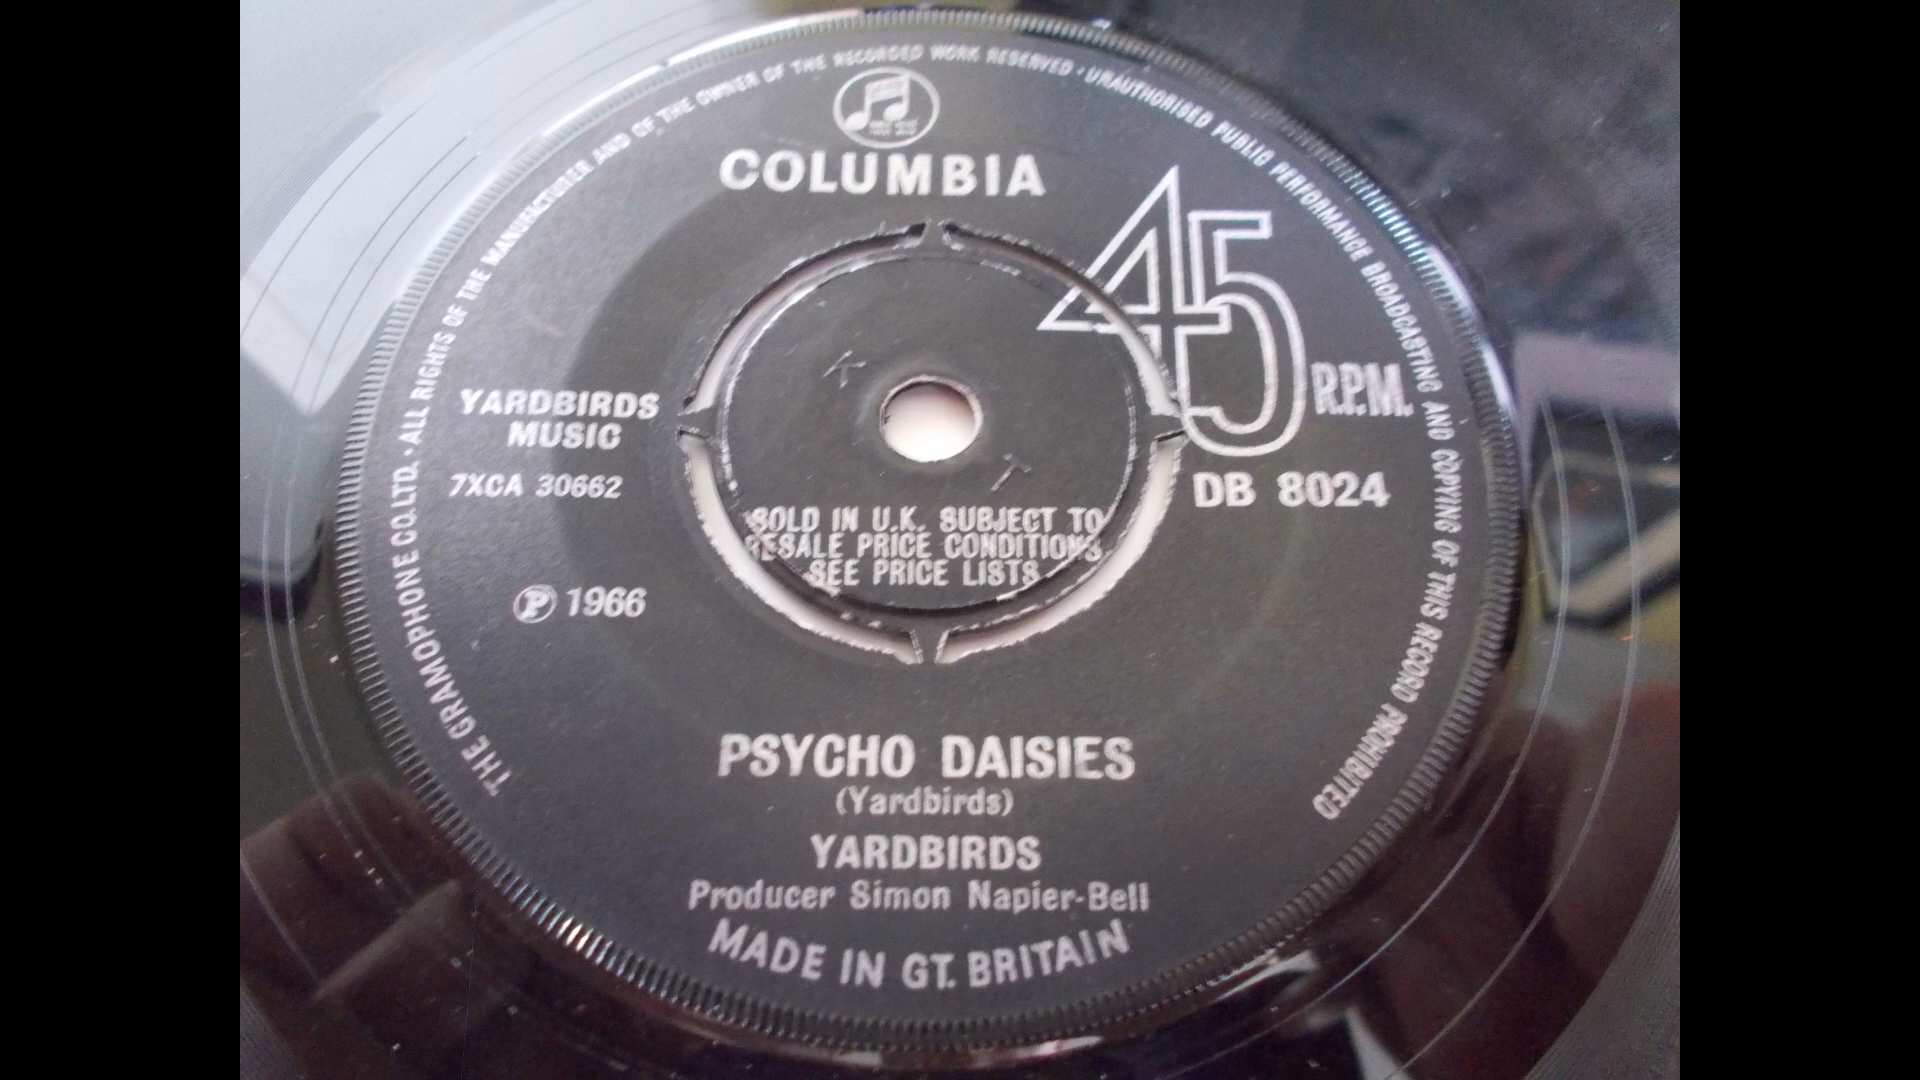 THE GRAMOPHONE CO.LTD. · ALL RIGHTS OF THE MANUFACTURER AND OF THE OWNER OF THE RECORDED WORK RESERVED · UNAUTHORISED PUBLIC PERFORMANCE BROADCASTING AND COPYING OF THIS RECORD PROHIBITED
COLUMBIA
45
R.P.M.
YARDBIRDS
MUSIC
7XCA 30662
DB 8024
K
T
SOLD IN U.K. SUBJECT TO
RESALE PRICE CONDITIONS
SEE PRICE LISTS
Ⓟ 1966
PSYCHO DAISIES
(Yardbirds)
YARDBIRDS
Producer Simon Napier-Bell
MADE IN GT. BRITAIN